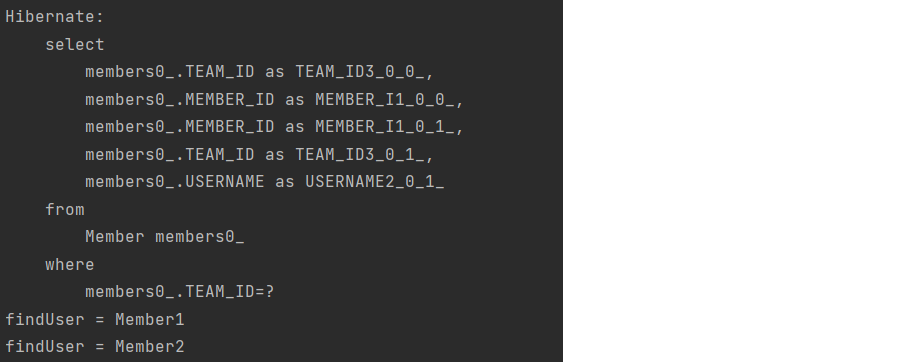 Hibernate:
    select
        members0_.TEAM_ID as TEAM_ID3_0_0_,
        members0_.MEMBER_ID as MEMBER_I1_0_0_,
        members0_.MEMBER_ID as MEMBER_I1_0_1_,
        members0_.TEAM_ID as TEAM_ID3_0_1_,
        members0_.USERNAME as USERNAME2_0_1_
    from
        Member members0_
    where
        members0_.TEAM_ID=?
findUser = Member1
findUser = Member2